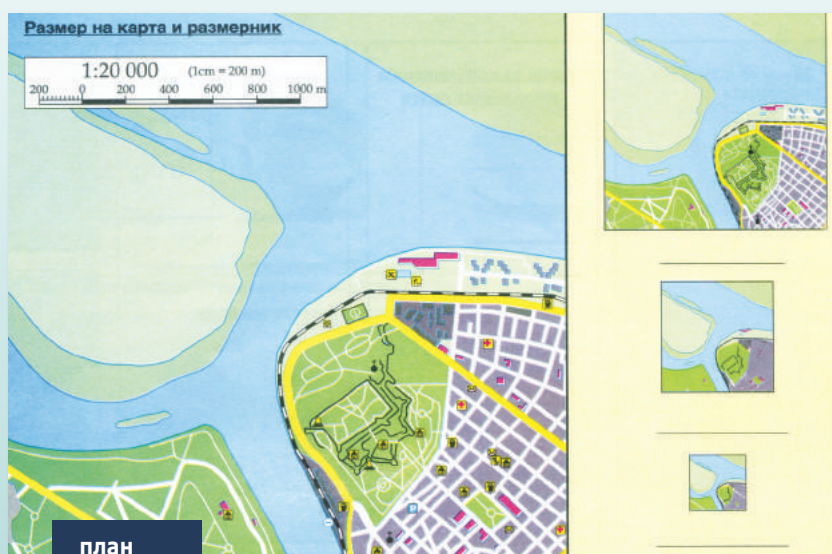 Размер на карта и размерник
1:20 000 (1cm = 200 m)
200 0 200 400 600 800 1000 m
план